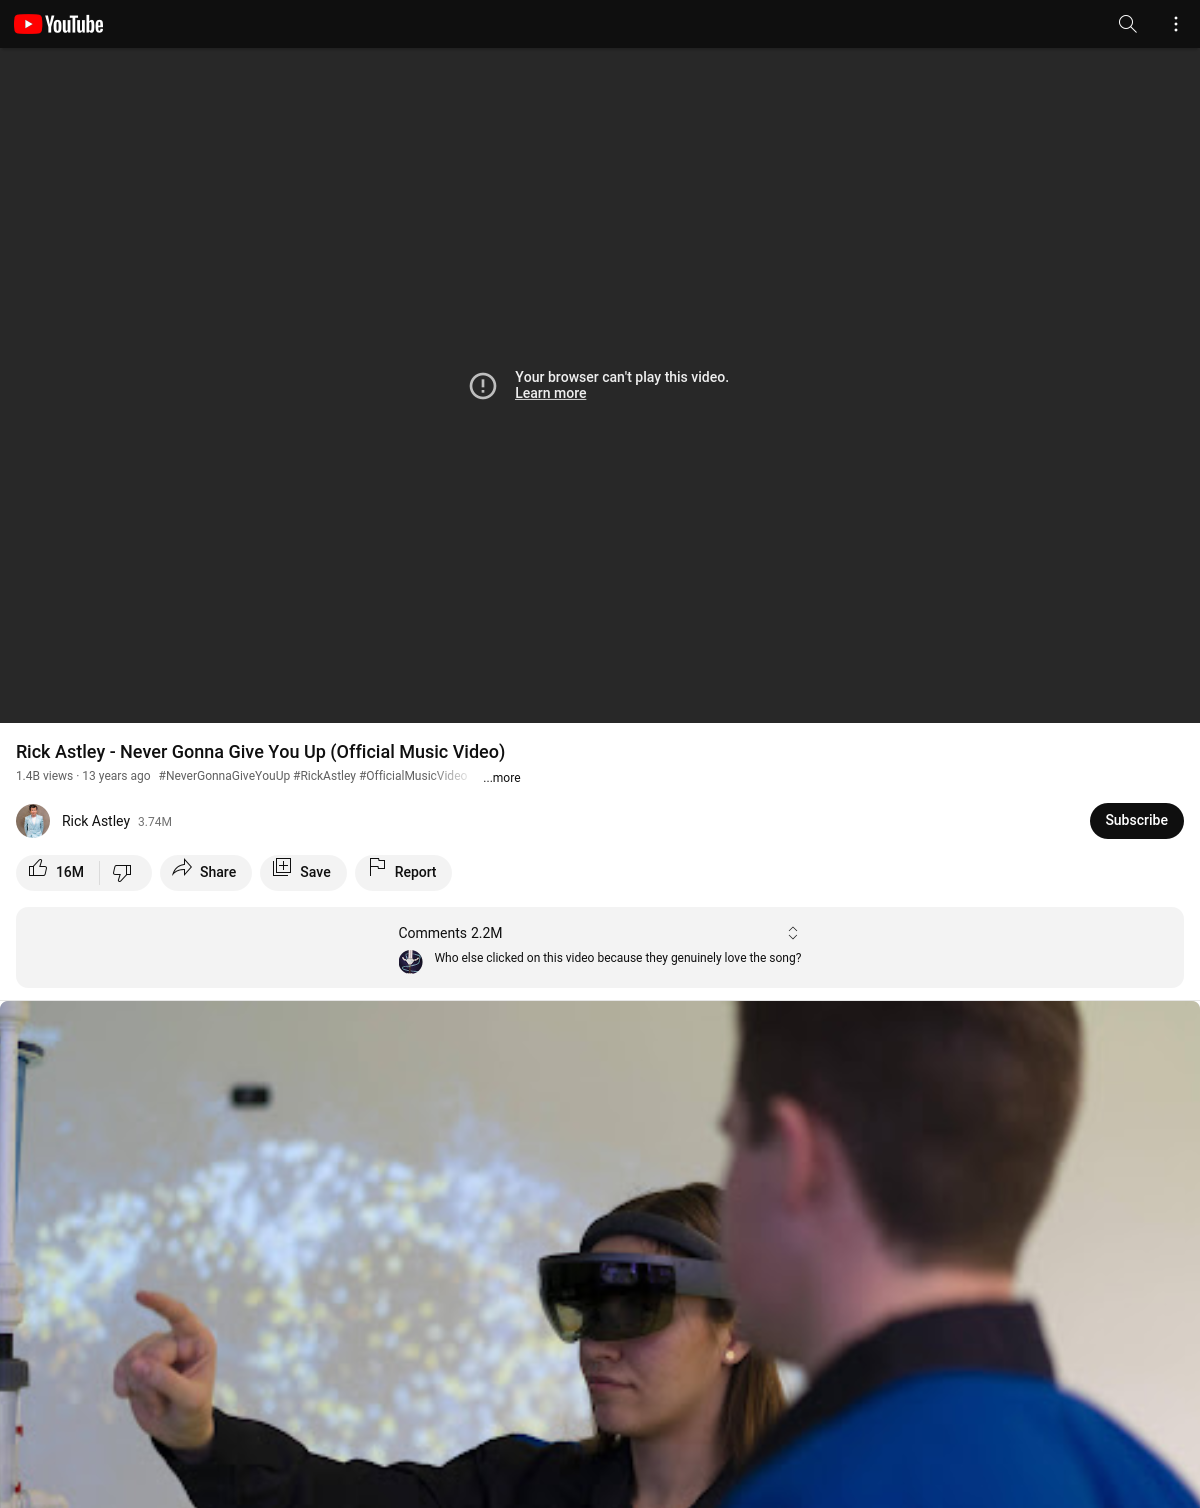 YouTube
Your browser can't play this video.
Learn more
Rick Astley - Never Gonna Give You Up (Official Music Video)
1.4B views · 13 years ago #NeverGonnaGiveYouUp #RickAstley #OfficialMusicVideo ...more
Rick Astley 3.74M
Subscribe
16M
Share
Save
Report
Comments 2.2M
Who else clicked on this video because they genuinely love the song?